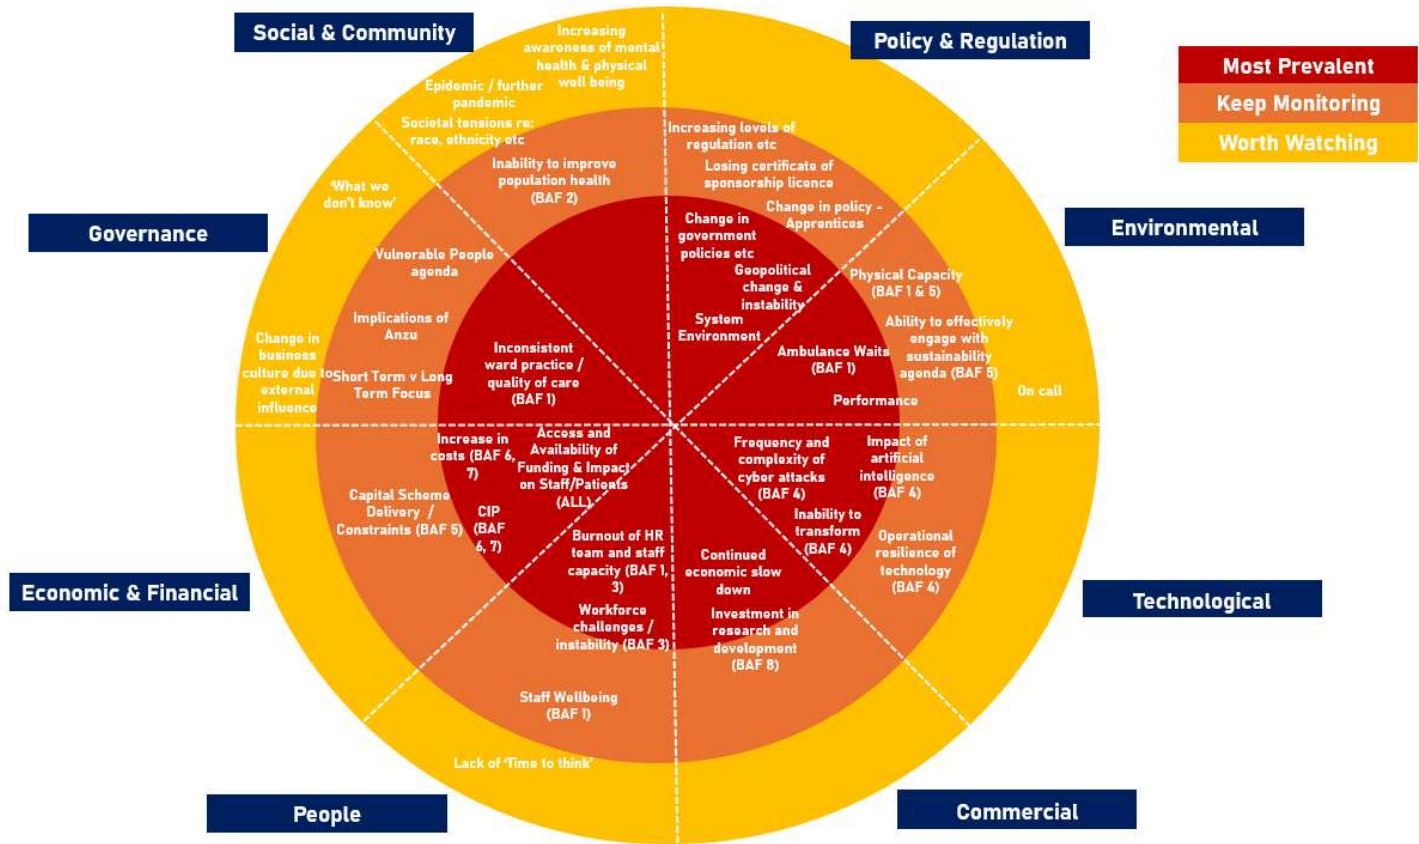 Social & Community
Policy & Regulation
Most Prevalent
Keep Monitoring
Worth Watching
Increasing
awareness of mental
health & physical
well being
Epidemic / further
pandemic
Societal tensions re:
race, ethnicity etc
Inability to improve
population health
(BAF 2)
Increasing levels of
regulation etc
Losing certificate of
sponsorship licence
Change in policy –
Apprentices
Change in
government
policies etc
Geopolitical
change &
instability
System
Environment
Governance
'What we
don't know'
Vulnerable People
agenda
Implications of
Anzu
Change in
business
culture due to
external
influence
Short Term v Long
Term Focus
Inconsistent
ward practice /
quality of care
(BAF 1)
Environmental
Physical Capacity
(BAF 1 & 5)
Ability to effectively
engage with
sustainability
agenda (BAF 5)
Ambulance Waits
(BAF 1)
Performance
On call
Increase in
costs (BAF 6,
7)
Access and
Availability of
Funding & Impact
on Staff/Patients
(ALL)
Capital Scheme
Delivery /
Constraints (BAF 5)
CIP
(BAF
6, 7)
Economic & Financial
Frequency and
complexity of
cyber attacks
(BAF 4)
Impact of
artificial
intelligence
(BAF 4)
Inability to
transform
(BAF 4)
Operational
resilience of
technology
(BAF 4)
Technological
Burnout of HR
team and staff
capacity (BAF 1,
3)
Workforce
challenges /
instability (BAF 3)
Staff Wellbeing
(BAF 1)
Lack of 'Time to think'
People
Continued
economic slow
down
Investment in
research and
development
(BAF 8)
Commercial